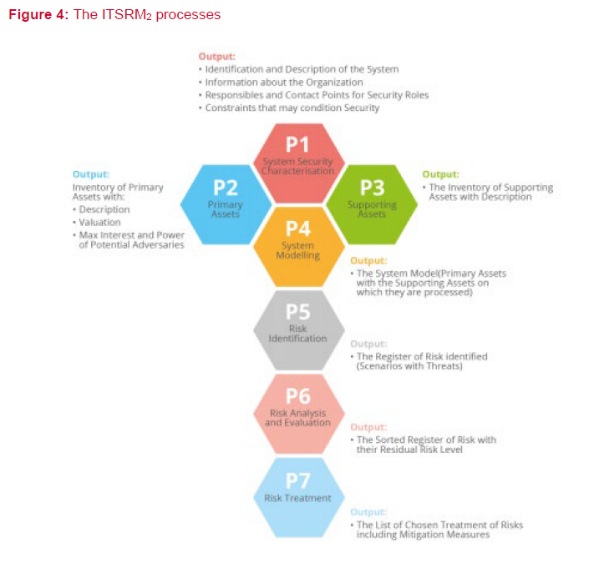 Figure 4: The ITSRM2 processes
Output:
• Identification and Description of the System
• Information about the Organization
• Responsibles and Contact Points for Security Roles
• Constraints that may condition Security
P1
System Security
Characterisation
Output:
Inventory of Primary
Assets with:
• Description
• Valuation
• Max Interest and Power
of Potential Adversaries
P2
Primary
Assets
P3
Supporting
Assets
Output:
• The Inventory of Supporting
Assets with Description
P4
System
Modelling
Output:
• The System Model(Primary Assets
with the Supporting Assets on
which they are processed)
P5
Risk
Identification
Output:
• The Register of Risk identified
(Scenarios with Threats)
P6
Risk Analysis
and Evaluation
Output:
• The Sorted Register of Risk with
their Residual Risk Level
P7
Risk Treatment
Output:
• The List of Chosen Treatment of Risks
including Mitigation Measures